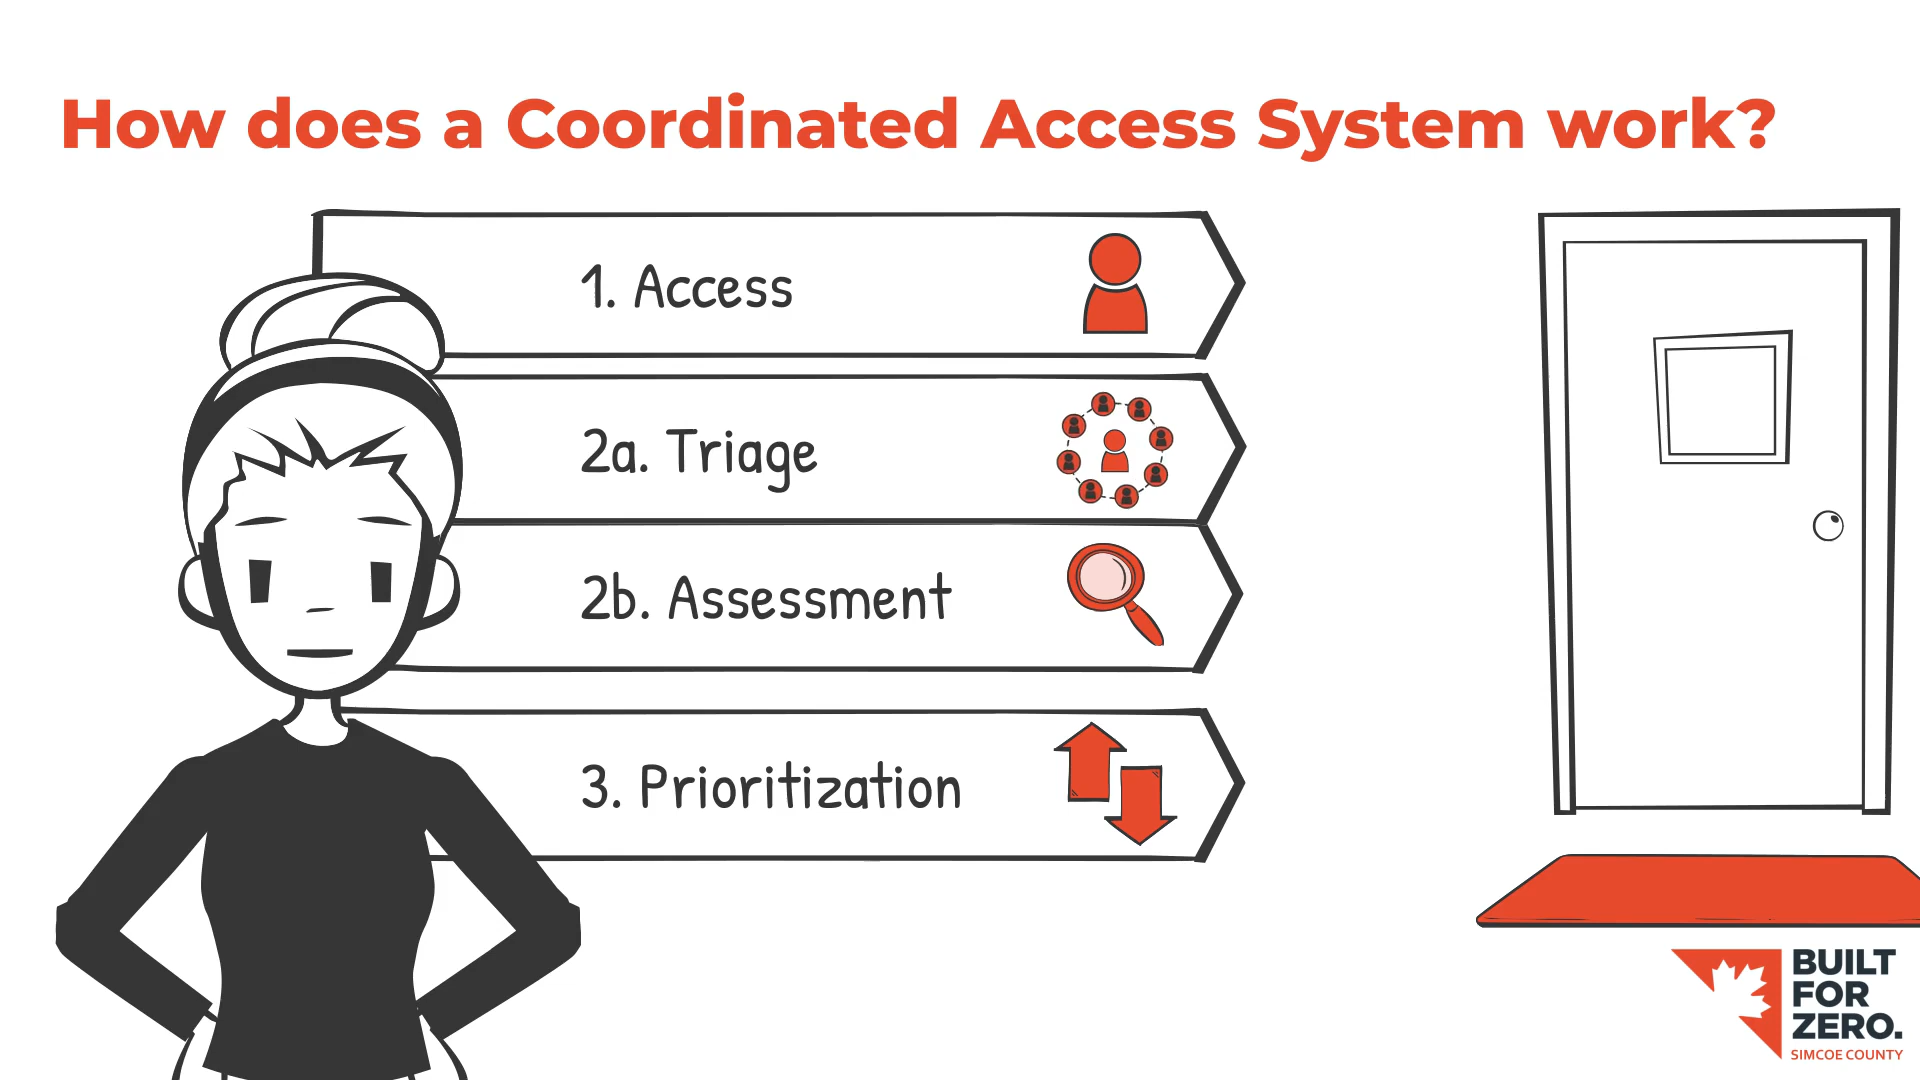 How does a Coordinated Access System work?
1. Access
2a. Triage
2b. Assessment
3. Prioritization
BUILT
FOR
ZERO.
SIMCOE COUNTY